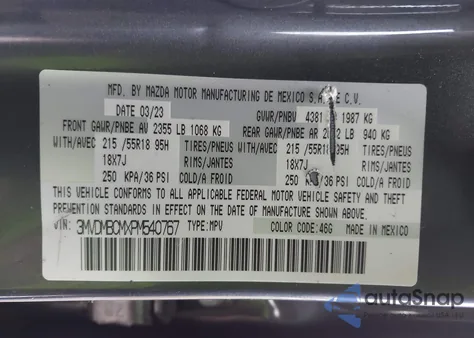 MFD. BY MAZDA MOTOR MANUFACTURING DE MEXICO S.A. DE C.V.
DATE 03/23 GVWR/PNBV 4381 1987 KG
FRONT GAWR/PNBE AV 2355 LB 1068 KG REAR GAWR/PNBE AR LB 940 KG
WITH/AVEC 215 /55R18 95H TIRES/PNEUS WITH/AVEC 215 /55R18 95H TIRES/PNEUS
18X7J RIMS/JANTES 18X7J RIMS/JANTES
250 KPA/36 PSI COLD/A FROID 250 KPA/36 PSI COLD/A FROID
THIS VEHICLE CONFORMS TO ALL APPLICABLE FEDERAL MOTOR VEHICLE SAFETY AND THEFT
PREVENTION STANDARDS IN EFFECT ON THE DATE OF MANUFACTURE SHOWN ABOVE.
VIN: 3MVDMBCMXPM540767 TYPE:MPV COLOR CODE:46G MADE IN MEXICO
autoSnap